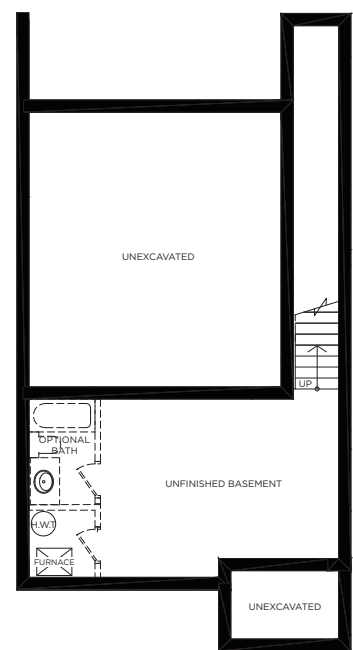 UNEXCAVATED
UP
OPTIONAL
BATH
UNFINISHED BASEMENT
H.W.T
FURNACE
UNEXCAVATED